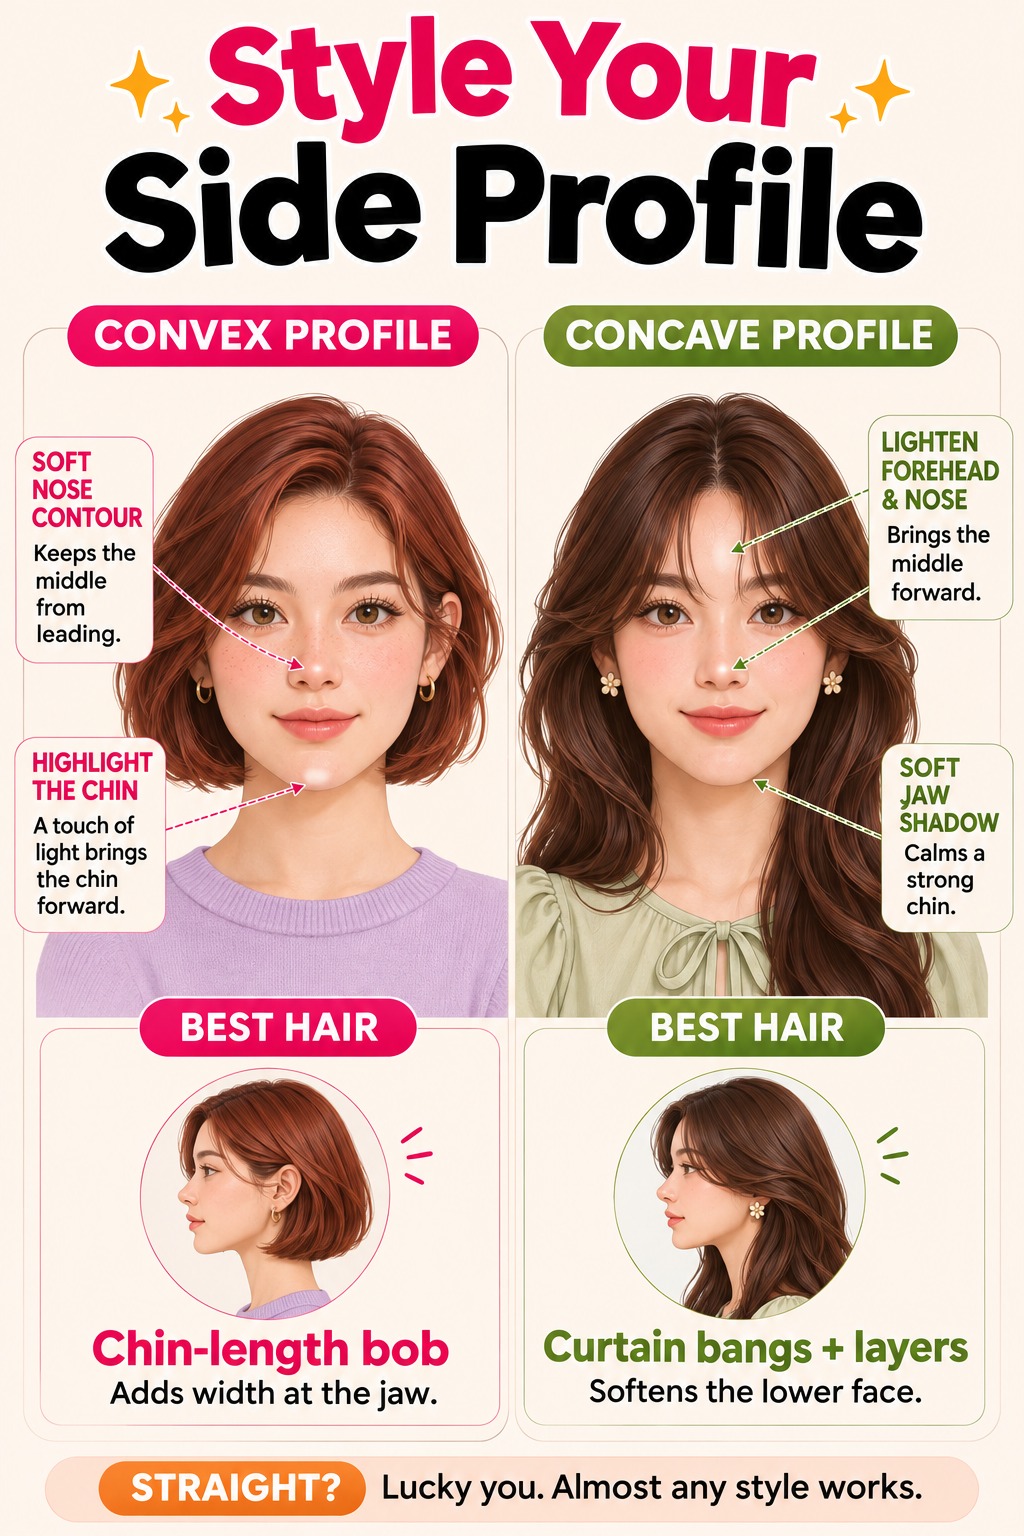 Style Your
Side Profile
CONVEX PROFILE
SOFT
NOSE
CONTOUR
Keeps the
middle
from
leading.
HIGHLIGHT
THE CHIN
A touch of
light brings
the chin
forward.
BEST HAIR
Chin-length bob
Adds width at the jaw.
CONCAVE PROFILE
LIGHTEN
FOREHEAD
& NOSE
Brings the
middle
forward.
SOFT
JAW
SHADOW
Calms a
strong
chin.
BEST HAIR
Curtain bangs + layers
Softens the lower face.
STRAIGHT? Lucky you. Almost any style works.